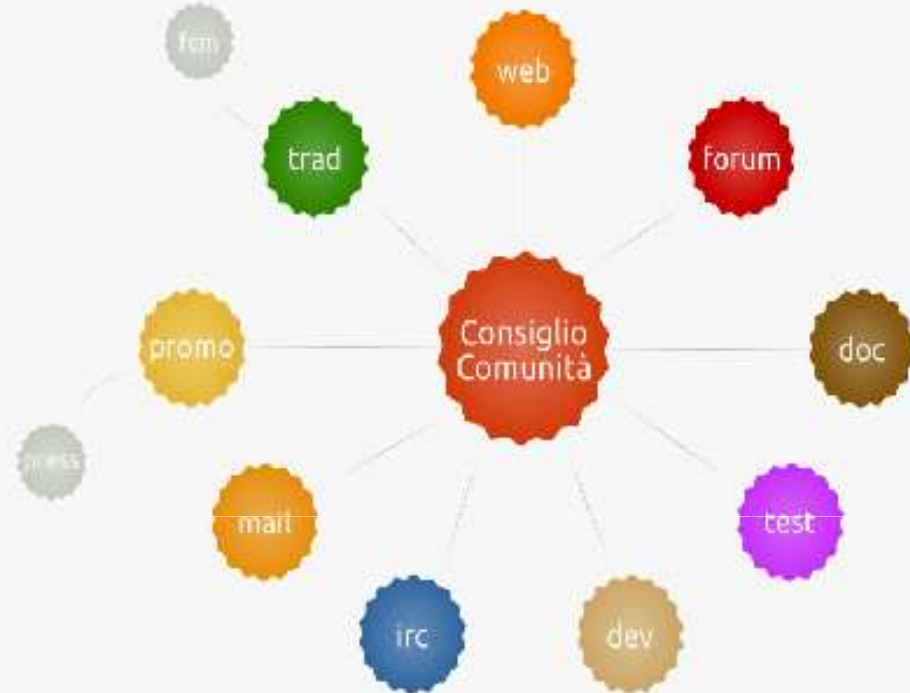 fcm
web
trad
forum
Consiglio
Comunità
promo
doc
press
mail
test
irc
dev